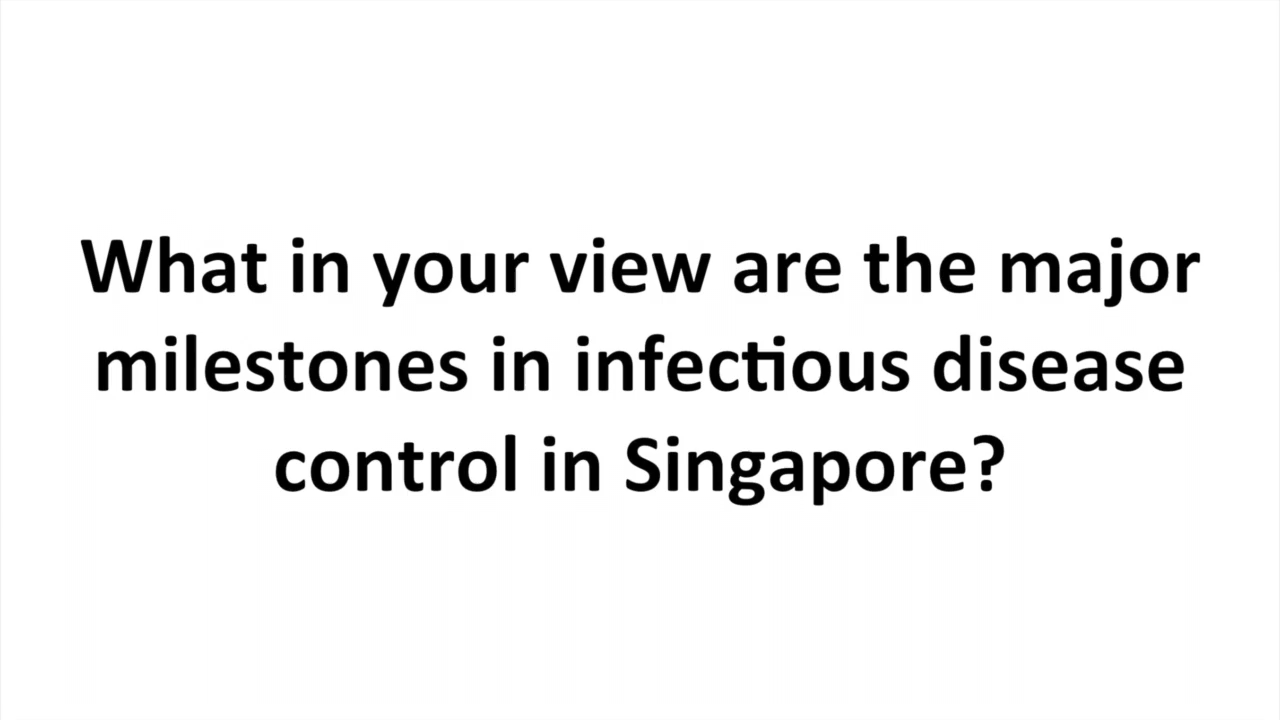 What in your view are the major
milestones in infectious disease
control in Singapore?